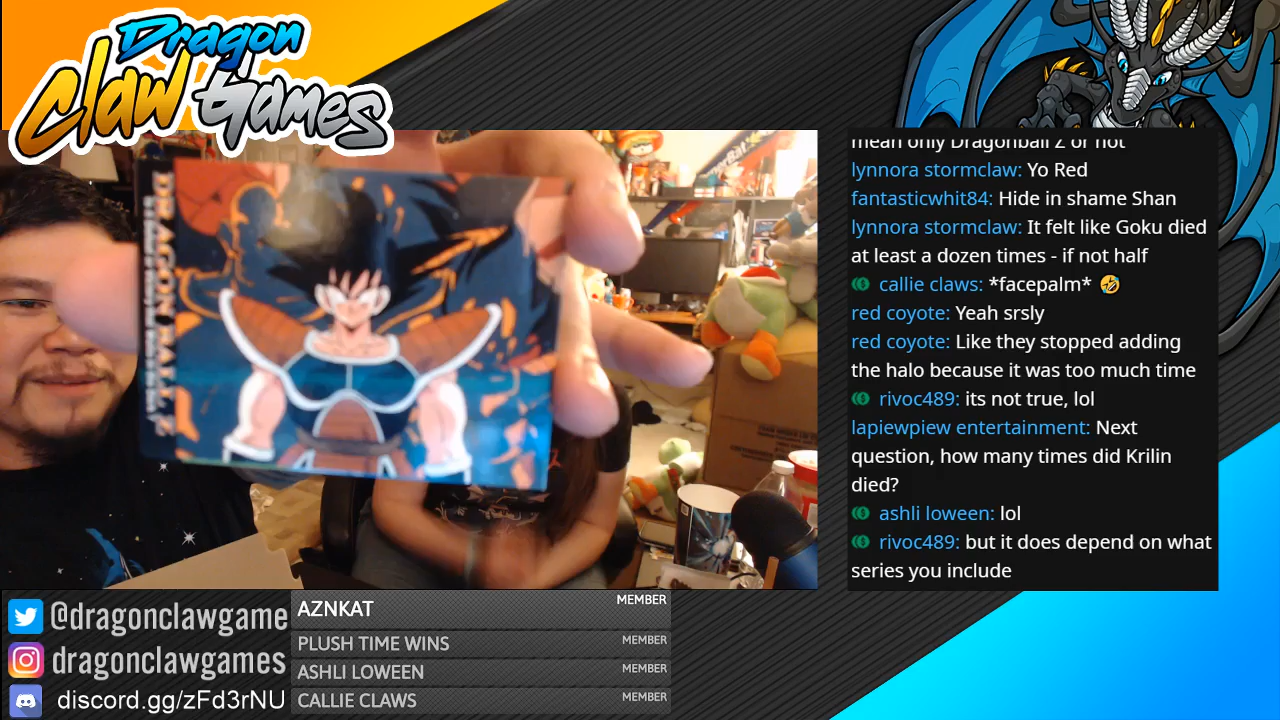 Dragon
Claw Games
DRAGON BALL Z
mean only Dragonball Z or not
lynnora stormclaw: Yo Red
fantasticwhit84: Hide in shame Shan
lynnora stormclaw: It felt like Goku died
at least a dozen times - if not half
callie claws: *facepalm* 🤣
red coyote: Yeah srsly
red coyote: Like they stopped adding
the halo because it was too much time
rivoc489: its not true, lol
lapiewpiew entertainment: Next
question, how many times did Krilin
died?
ashli loween: lol
rivoc489: but it does depend on what
series you include
@dragonclawgame
dragonclawgames
discord.gg/zFd3rNU
AZNKAT MEMBER
PLUSH TIME WINS MEMBER
ASHLI LOWEEN MEMBER
CALLIE CLAWS MEMBER